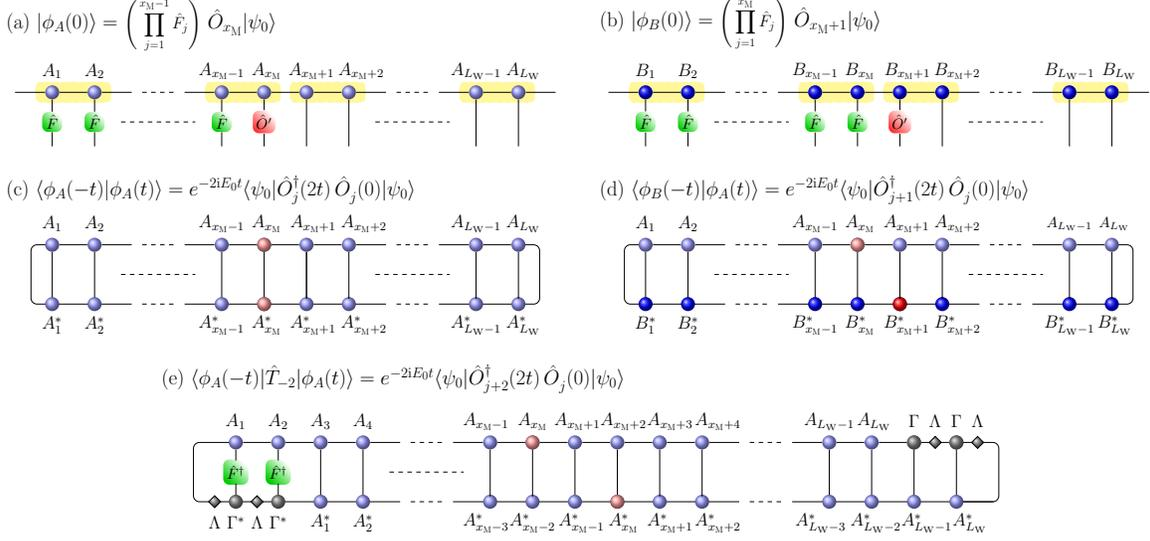 (a) |ϕ_A(0)⟩ = ( ∏_{j=1}^{x_M−1} F̂_j ) Ô_{x_M}|ψ_0⟩
(b) |ϕ_B(0)⟩ = ( ∏_{j=1}^{x_M} F̂_j ) Ô_{x_M+1}|ψ_0⟩
A_1 A_2 A_{x_M−1} A_{x_M} A_{x_M+1} A_{x_M+2} A_{L_W−1} A_{L_W}
B_1 B_2 B_{x_M−1} B_{x_M} B_{x_M+1} B_{x_M+2} B_{L_W−1} B_{L_W}
F̂ F̂ F̂ Ô′
F̂ F̂ F̂ F̂ Ô′
(c) ⟨ϕ_A(−t)|ϕ_A(t)⟩ = e^{−2iE_0t}⟨ψ_0|Ô_j^†(2t) Ô_j(0)|ψ_0⟩
(d) ⟨ϕ_B(−t)|ϕ_A(t)⟩ = e^{−2iE_0t}⟨ψ_0|Ô_{j+1}^†(2t) Ô_j(0)|ψ_0⟩
A_1 A_2 A_{x_M−1} A_{x_M} A_{x_M+1} A_{x_M+2} A_{L_W−1} A_{L_W}
A_1 A_2 A_{x_M−1} A_{x_M} A_{x_M+1} A_{x_M+2} A_{L_W−1} A_{L_W}
A_1^* A_2^* A_{x_M−1}^* A_{x_M}^* A_{x_M+1}^* A_{x_M+2}^* A_{L_W−1}^* A_{L_W}^*
B_1^* B_2^* B_{x_M−1}^* B_{x_M}^* B_{x_M+1}^* B_{x_M+2}^* B_{L_W−1}^* B_{L_W}^*
(e) ⟨ϕ_A(−t)|T̂_{−2}|ϕ_A(t)⟩ = e^{−2iE_0t}⟨ψ_0|Ô_{j+2}^†(2t) Ô_j(0)|ψ_0⟩
A_1 A_2 A_3 A_4 A_{x_M−1} A_{x_M} A_{x_M+1} A_{x_M+2} A_{x_M+3} A_{x_M+4} A_{L_W−1} A_{L_W} Γ Λ Γ Λ
F̂^† F̂^†
Λ Γ^* Λ Γ^* A_1^* A_2^* A_{x_M−3}^* A_{x_M−2}^* A_{x_M−1}^* A_{x_M}^* A_{x_M+1}^* A_{x_M+2}^* A_{L_W−3}^* A_{L_W−2}^* A_{L_W−1}^* A_{L_W}^*